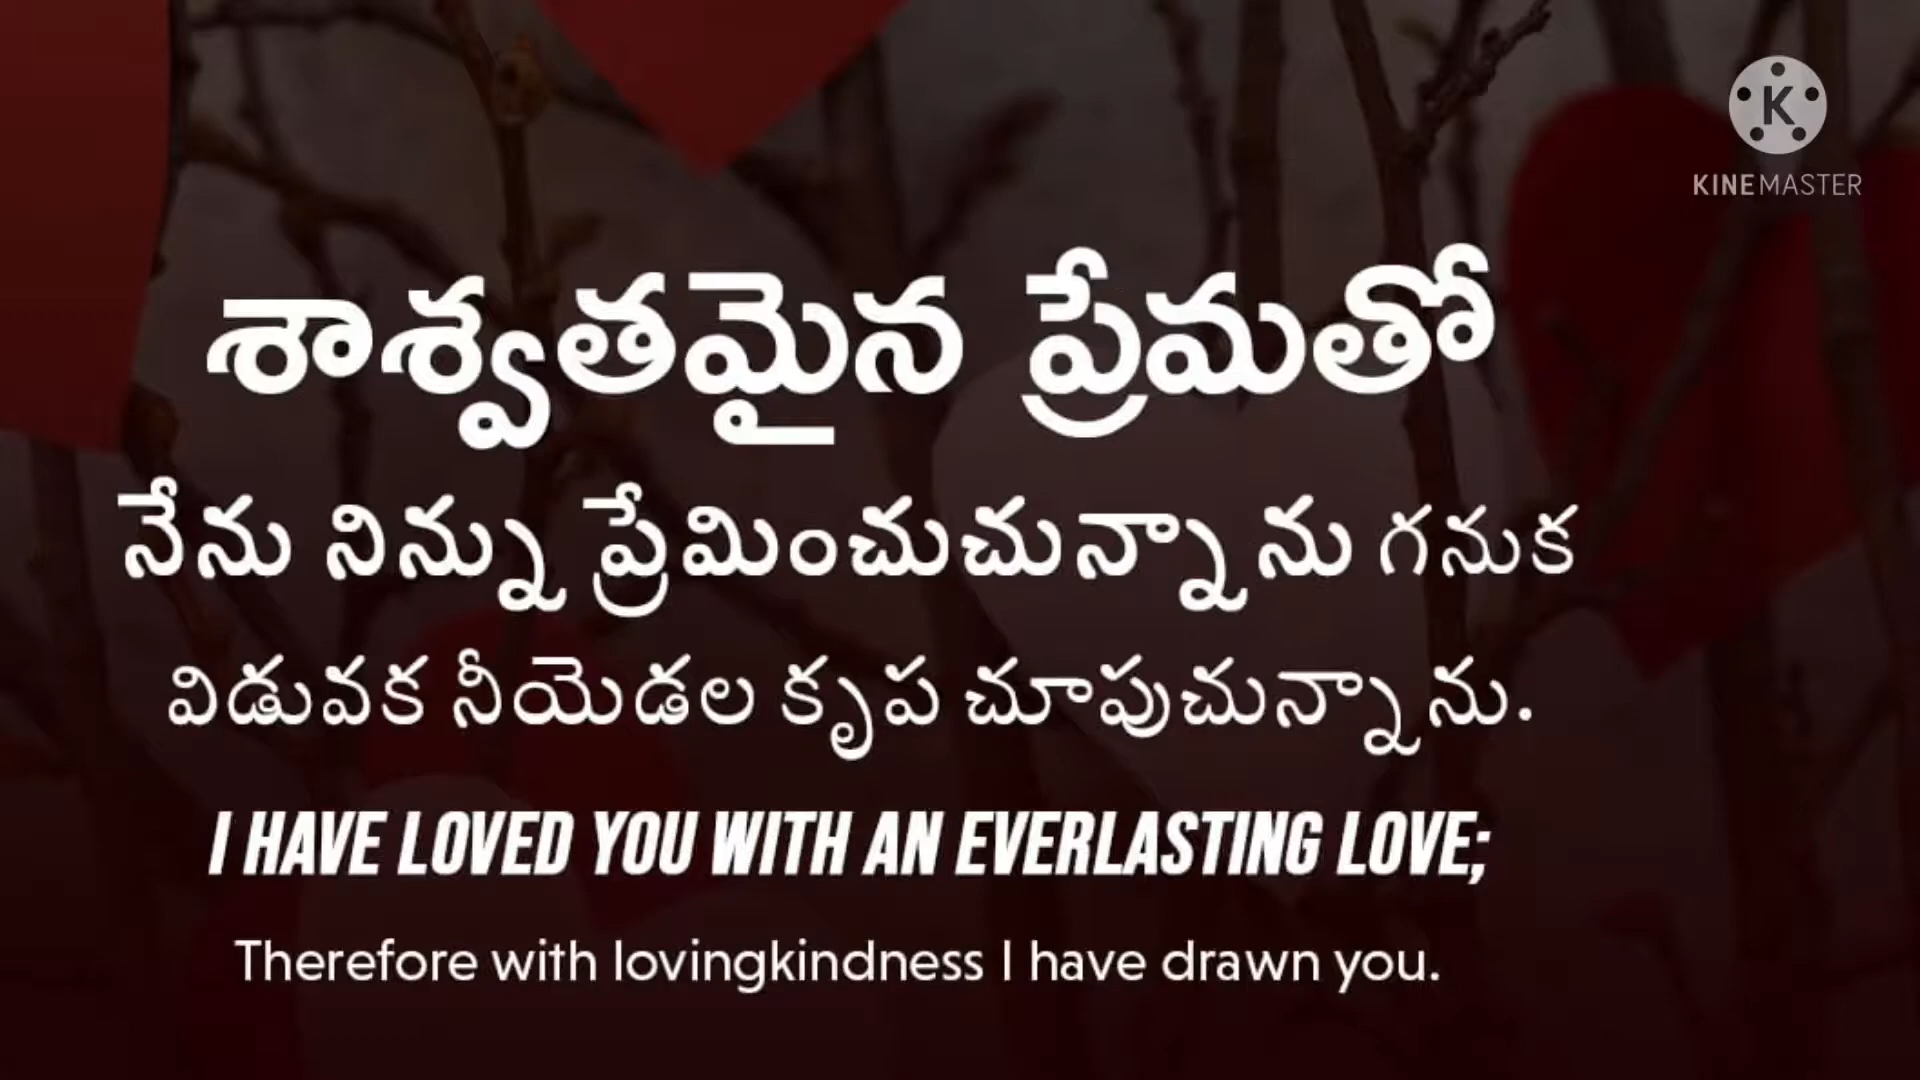 KINEMASTER
శాశ్వతమైన ప్రేమతో
నేను నిన్ను ప్రేమించుచున్నాను గనుక
విడువక నీయెడల కృప చూపుచున్నాను.
I HAVE LOVED YOU WITH AN EVERLASTING LOVE;
Therefore with lovingkindness I have drawn you.